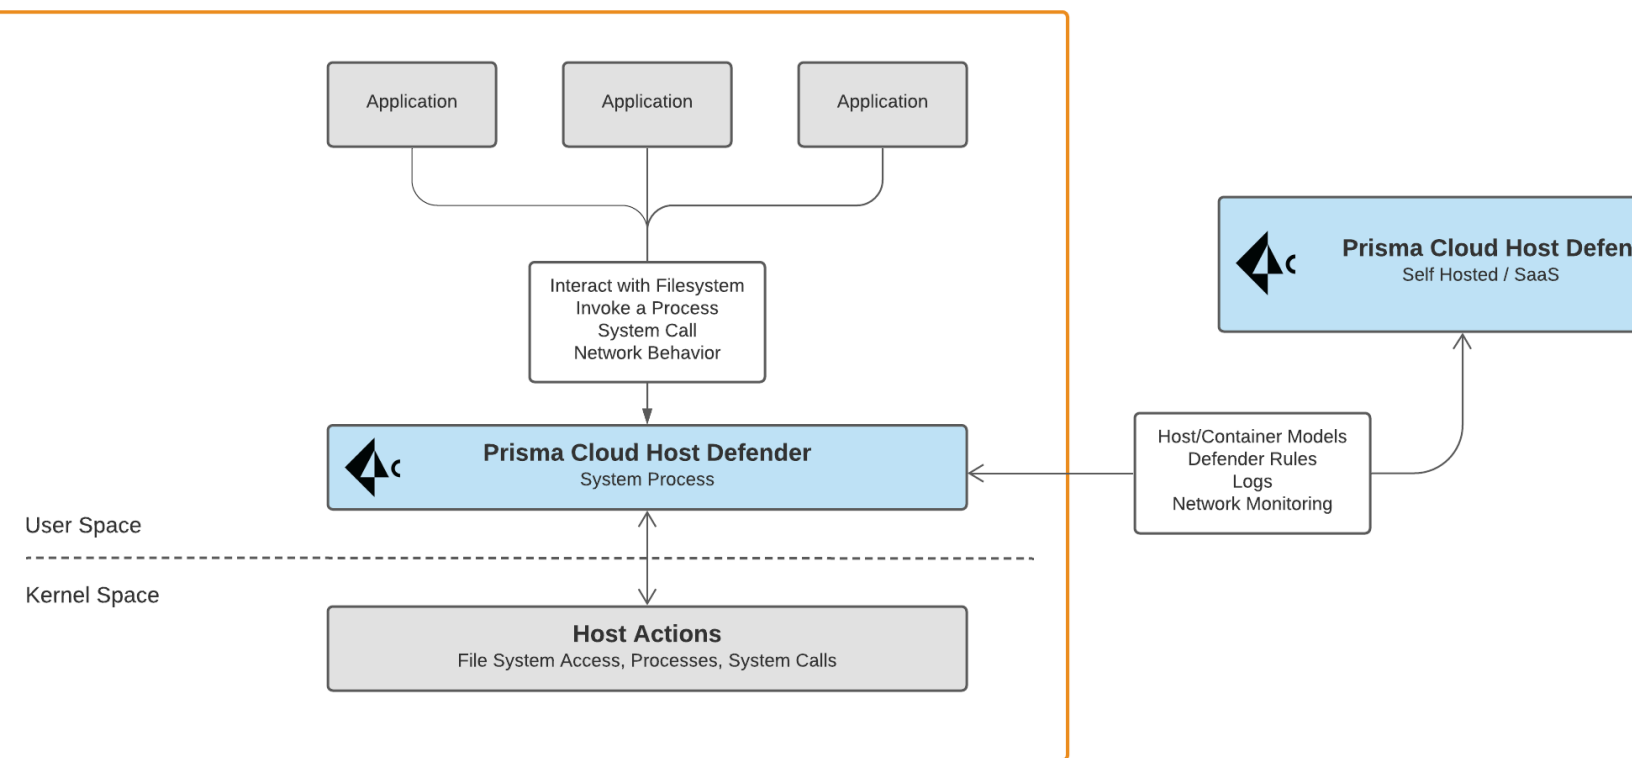 Application
Application
Application
Interact with Filesystem
Invoke a Process
System Call
Network Behavior
Prisma Cloud Host Defender
System Process
User Space
Kernel Space
Host Actions
File System Access, Processes, System Calls
Prisma Cloud Host Defen
Self Hosted / SaaS
Host/Container Models
Defender Rules
Logs
Network Monitoring